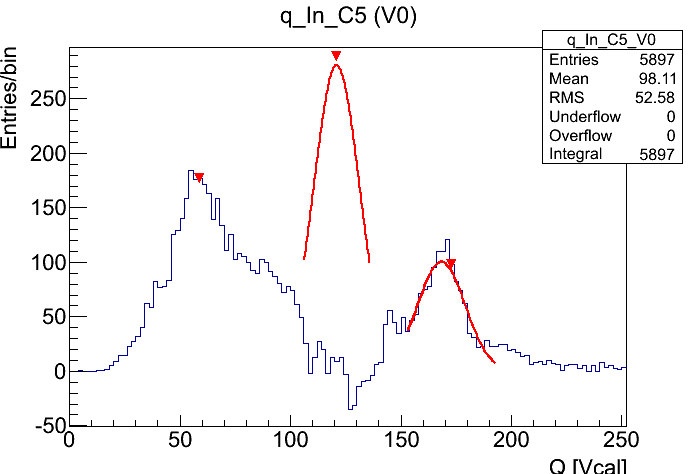 q_In_C5 (V0)
q_In_C5_V0
Entries 5897
Mean 98.11
RMS 52.58
Underflow 0
Overflow 0
Integral 5897
Entries/bin
250
200
150
100
50
0
-50
0 50 100 150 200 250
Q [Vcal]